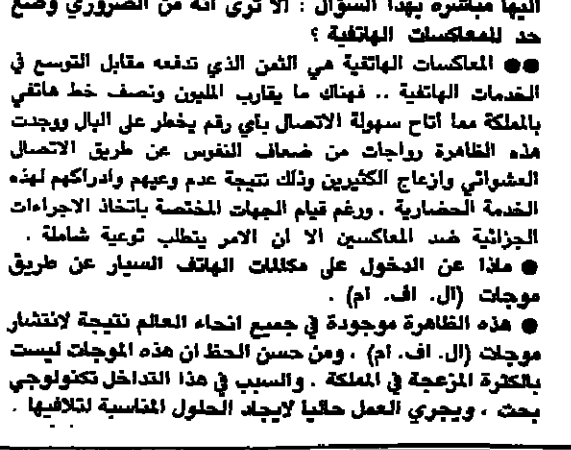 اليها مباشره بهذا السؤال : الا ترى انه من الضروري وضع
حد للمعاكسات الهاتفية ؟
●● المعاكسات الهاتفية هي الثمن الذي تدفعه مقابل التوسع في
الخدمات الهاتفية .. فهناك ما يقارب المليون ونصف خط هاتفي
بالملكة مما أتاح سهولة الاتصال بأي رقم يخطر على البال ووجدت
هذه الظاهرة رواجات من ضعاف النفوس عن طريق الاتصال
العشوائي وازعاج الكثيرين وذلك نتيجة عدم وعيهم وادراكهم لهذه
الخدمة الحضارية . ورغم قيام الجهات المختصة باتخاذ الاجراءات
الجزائية ضد المعاكسين الا ان الامر يتطلب توعية شاملة .
● ماذا عن الدخول على مكالمات الهاتف السيار عن طريق
موجات (ال. اف. ام) .
● هذه الظاهرة موجودة في جميع انحاء العالم نتيجة لانتشار
موجات (ال. اف. ام) ، ومن حسن الحظ ان هذه الموجات ليست
بالكثرة المزعجة في المملكة . والسبب في هذا التداخل تكنولوجي
بحت ، ويجري العمل حاليا لايجاد الحلول المناسبة لتلافيها .